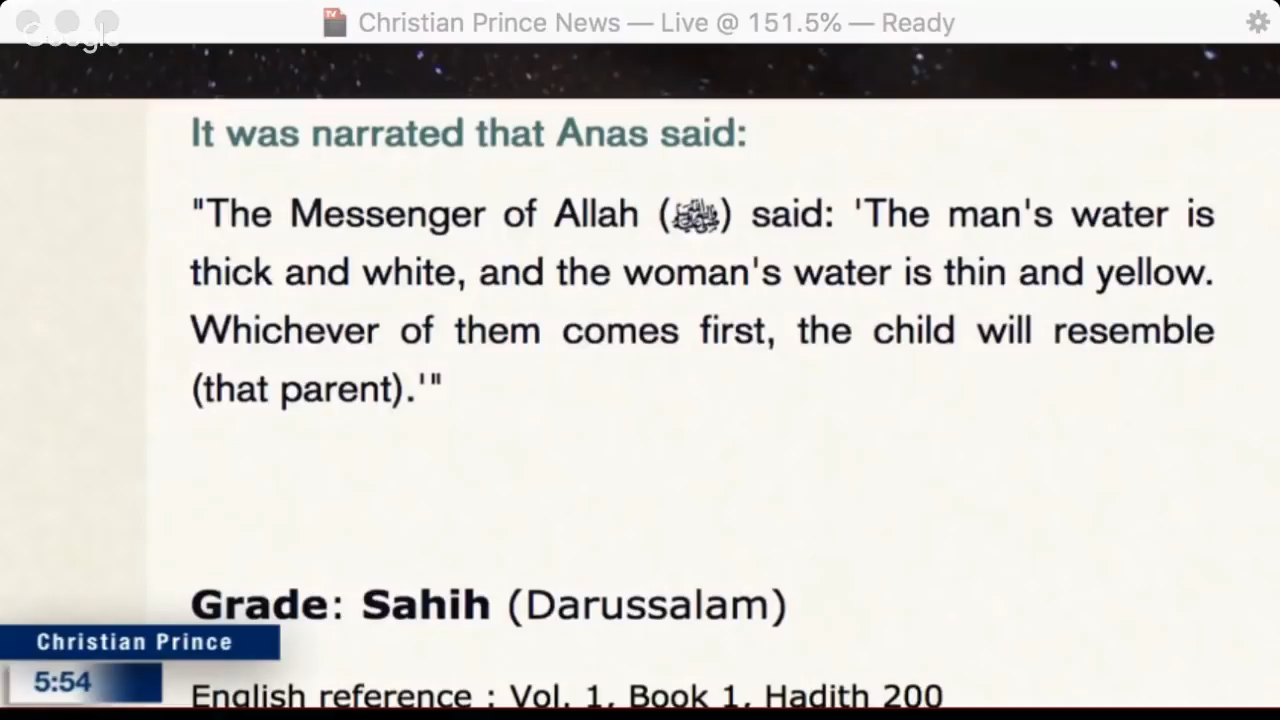 Christian Prince News — Live @ 151.5% — Ready
Google
It was narrated that Anas said:
"The Messenger of Allah (ﷺ) said: 'The man's water is
thick and white, and the woman's water is thin and yellow.
Whichever of them comes first, the child will resemble
(that parent).'"
Grade: Sahih (Darussalam)
Christian Prince
5:54
English reference : Vol. 1, Book 1, Hadith 200